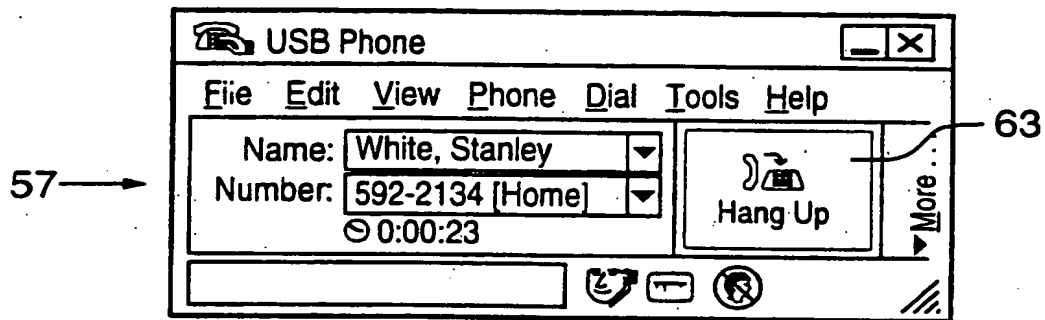 USB Phone
File Edit View Phone Dial Tools Help
Name: White, Stanley
Number: 592-2134 [Home]
0:00:23
Hang Up
More...
57
63